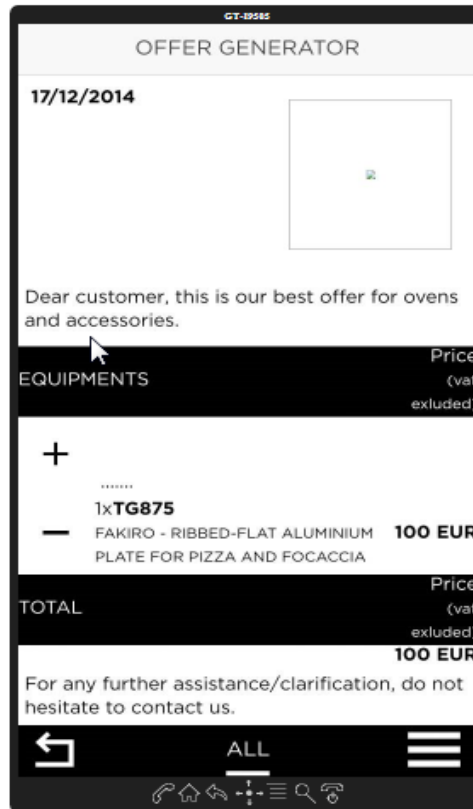 GT-I9505
OFFER GENERATOR
17/12/2014
Dear customer, this is our best offer for ovens
and accessories.
EQUIPMENTS
Price
(vat
exluded)
.......
1xTG875
FAKIRO - RIBBED-FLAT ALUMINIUM
PLATE FOR PIZZA AND FOCACCIA
100 EUR
TOTAL
Price
(vat
exluded)
100 EUR
For any further assistance/clarification, do not
hesitate to contact us.
ALL